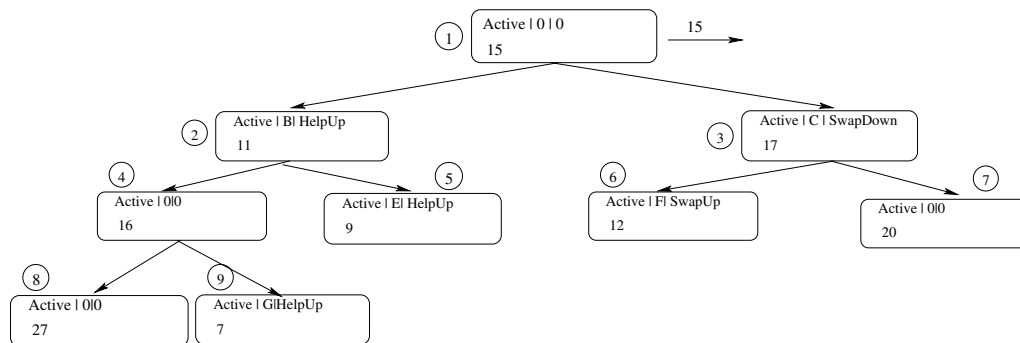 Active | 0 | 0
15
1
15
Active | B| HelpUp
11
2
Active | C | SwapDown
17
3
4
Active | 0|0
16
5
Active | E| HelpUp
9
6
Active | F| SwapUp
12
7
Active | 0|0
20
8
Active | 0|0
27
9
Active | G|HelpUp
7